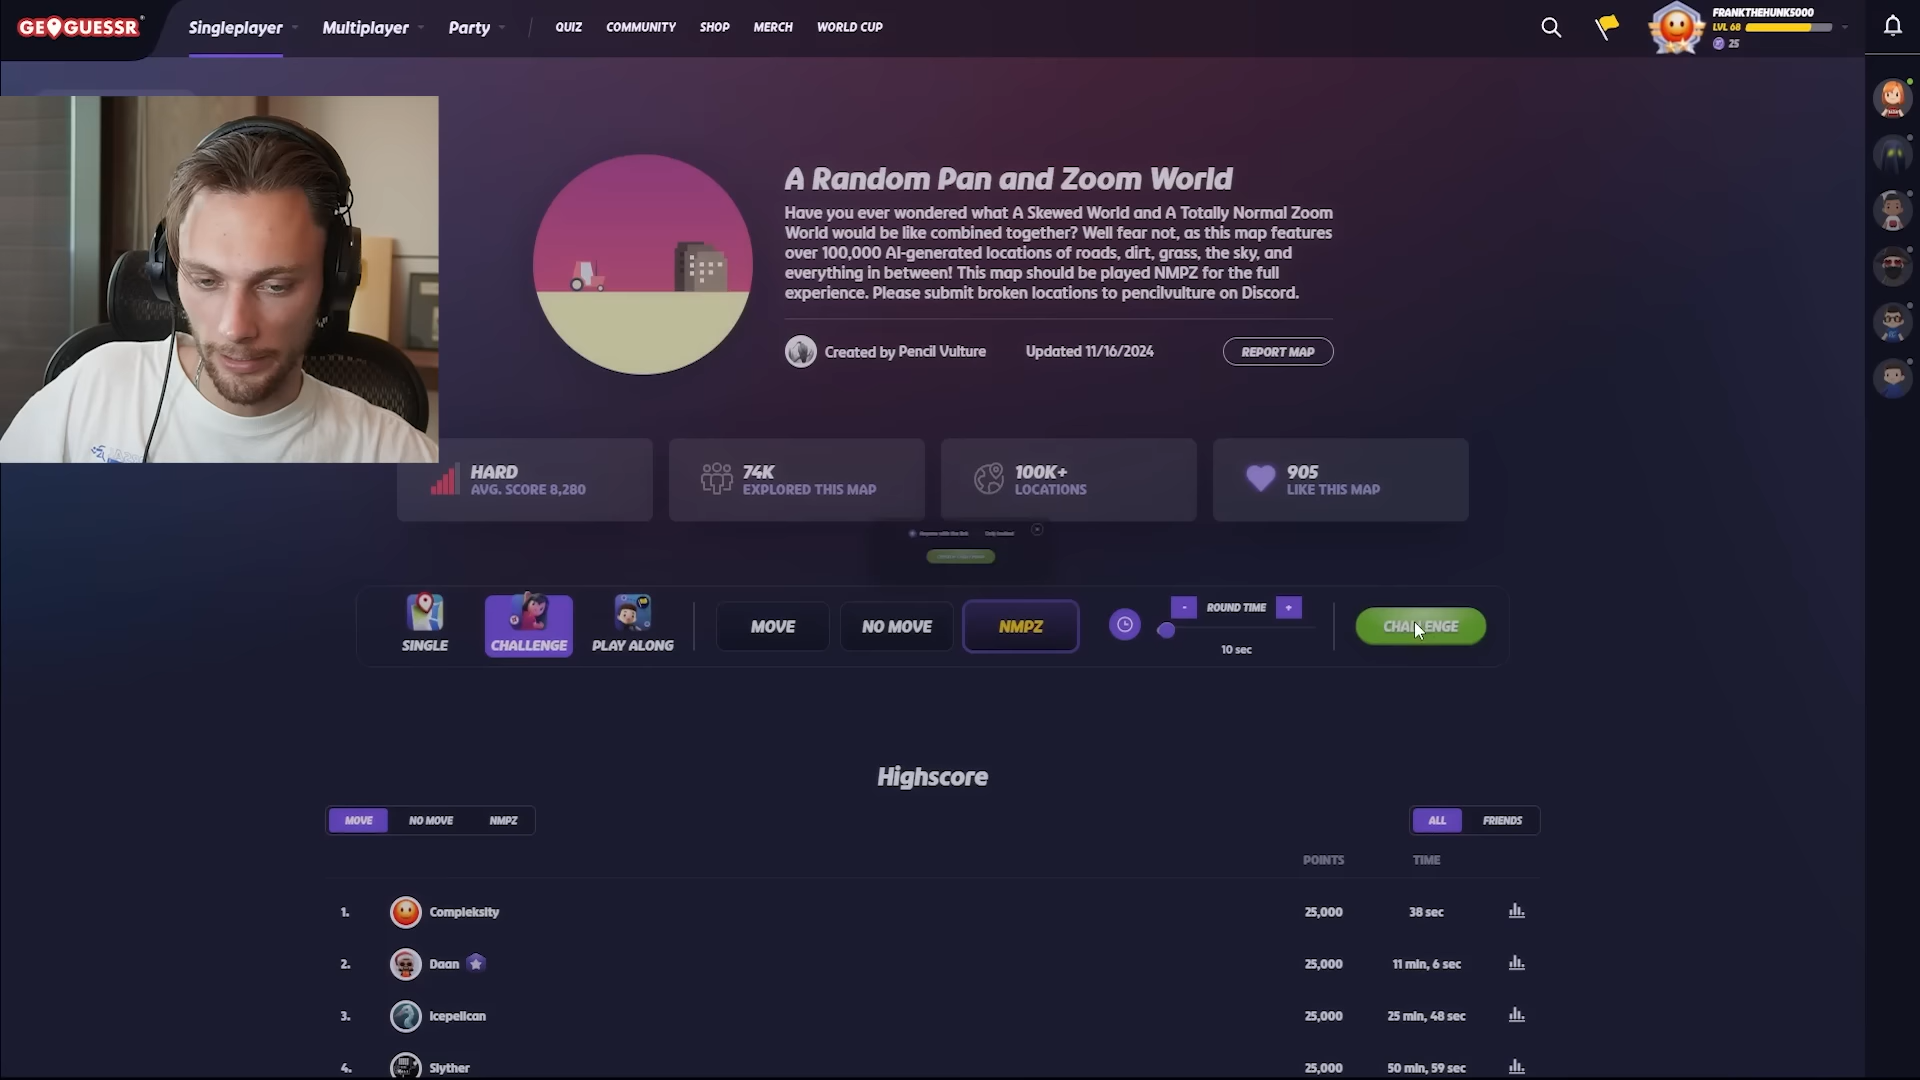 GEOGUESSR
Singleplayer
Multiplayer
Party
QUIZ
COMMUNITY
SHOP
MERCH
WORLD CUP
FRANKTHEHUNK5000
LVL 68
25
A Random Pan and Zoom World
Have you ever wondered what A Skewed World and A Totally Normal Zoom
World would be like combined together? Well fear not, as this map features
over 100,000 AI-generated locations of roads, dirt, grass, the sky, and
everything in between! This map should be played NMPZ for the full
experience. Please submit broken locations to pencilvulture on Discord.
Created by Pencil Vulture
Updated 11/16/2024
REPORT MAP
HARD
AVG. SCORE 8,280
74K
EXPLORED THIS MAP
100K+
LOCATIONS
905
LIKE THIS MAP
SINGLE
CHALLENGE
PLAY ALONG
MOVE
NO MOVE
NMPZ
- ROUND TIME +
10 sec
CHALLENGE
Highscore
MOVE
NO MOVE
NMPZ
ALL
FRIENDS
POINTS
TIME
1. Compleksity 25,000 38 sec
2. Daan 25,000 11 min, 6 sec
3. Icepelican 25,000 25 min, 48 sec
4. Slyther 25,000 50 min, 59 sec